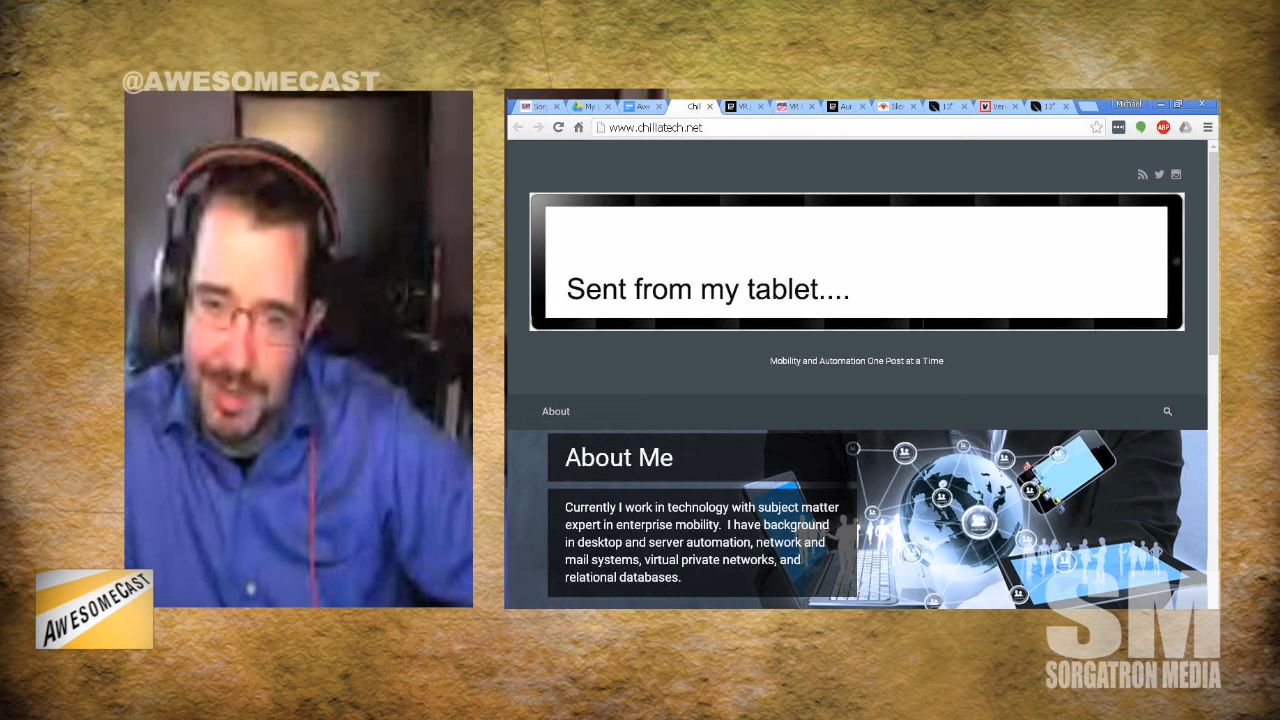 @AWESOMECAST
Michael
www.chillatech.net
ABP
Sent from my tablet....
Mobility and Automation One Post at a Time
About
About Me
Currently I work in technology with subject matter
expert in enterprise mobility. I have background
in desktop and server automation, network and
mail systems, virtual private networks, and
relational databases.
AWESOMECAST
SM
SORGATRON MEDIA